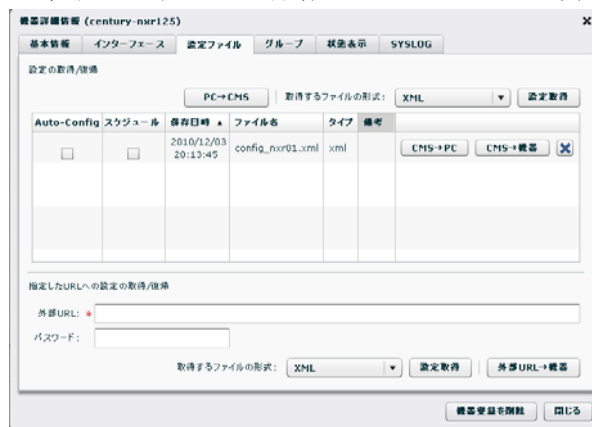 機器詳細情報 (century-nxr125)
基本情報 インターフェース 設定ファイル グループ 状態表示 SYSLOG
設定の取得/復帰
PC→CMS 取得するファイルの形式: XML 設定取得
Auto-Config スケジュール 保存日時 ▲ ファイル名 タイプ 備考
2010/12/03
20:13:45 config_nxr01.xml xml CMS→PC CMS→機器 X
指定したURLへの設定の取得/復帰
外部URL: *
パスワード:
取得するファイルの形式: XML 設定取得 外部URL→機器
機器登録を削除 閉じる